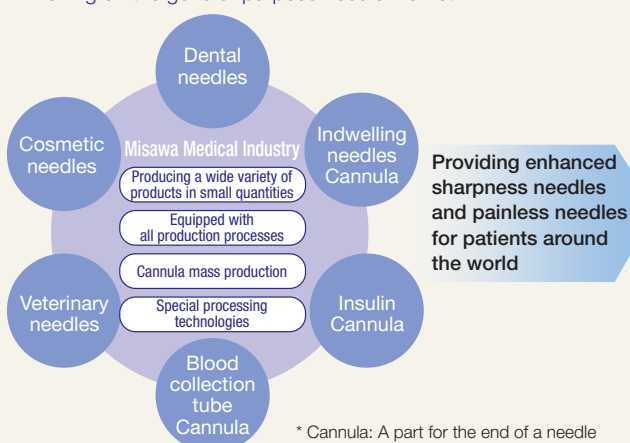 Dental
needles
Cosmetic
needles
Misawa Medical Industry
Indwelling
needles
Cannula
Producing a wide variety of
products in small quantities
Equipped with
all production processes
Cannula mass production
Special processing
technologies
Providing enhanced
sharpness needles
and painless needles
for patients around
the world
Veterinary
needles
Insulin
Cannula
Blood
collection
tube
Cannula
* Cannula: A part for the end of a needle